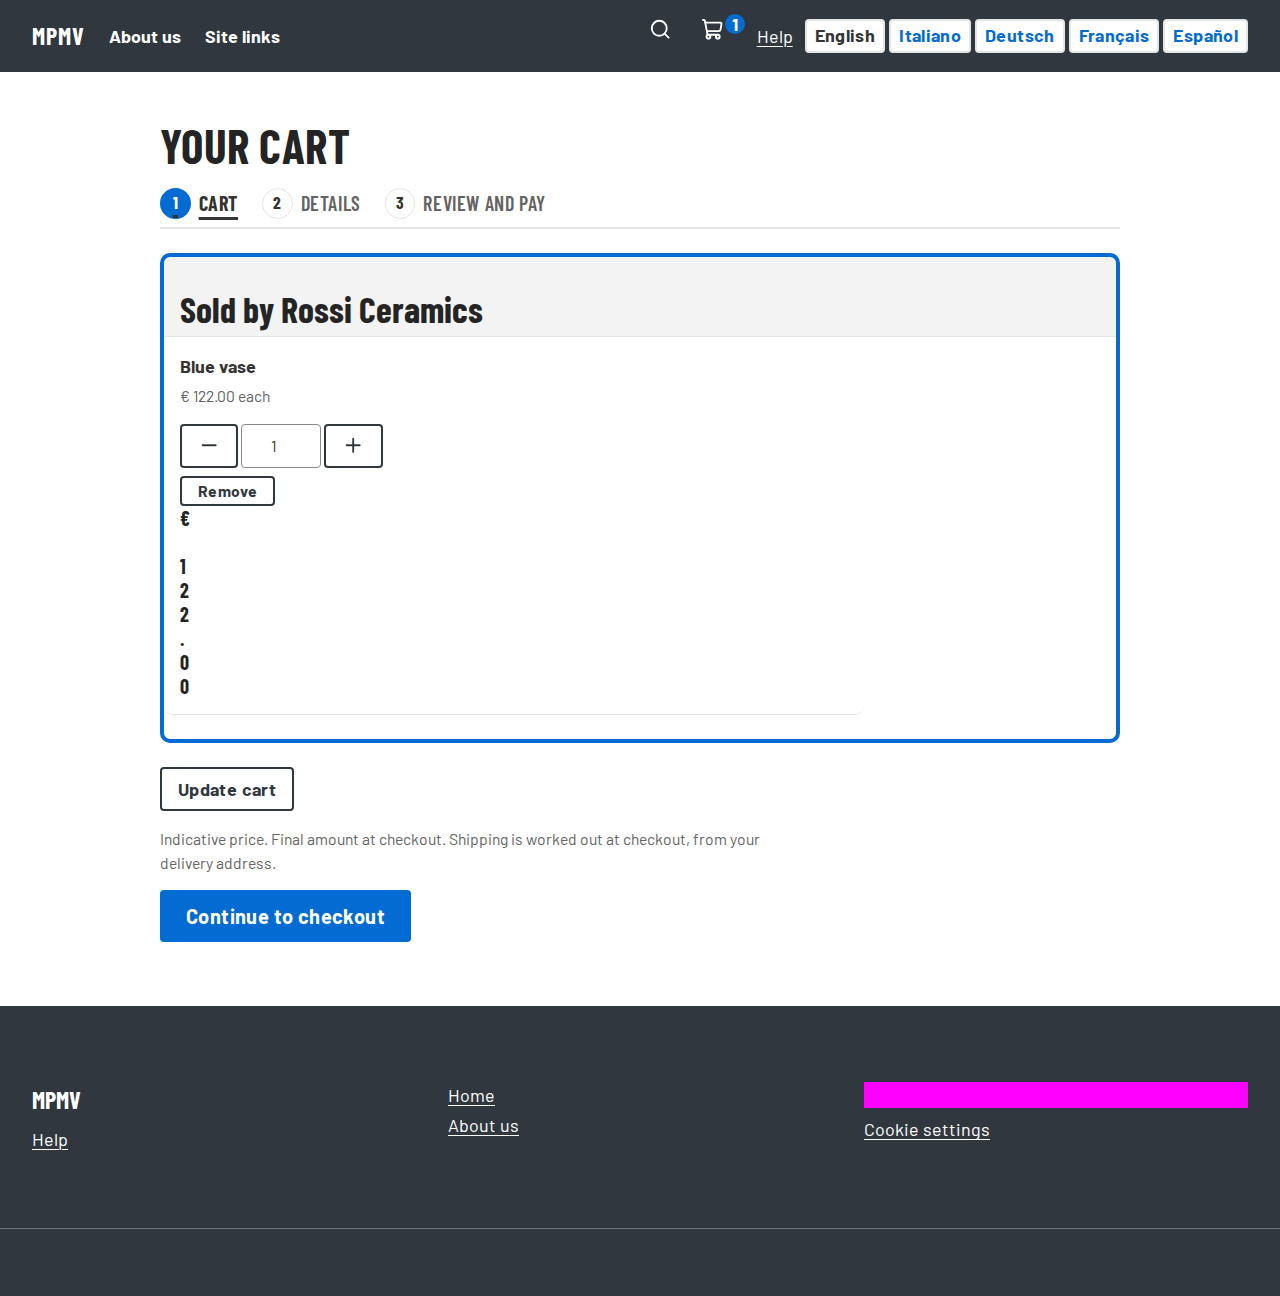 MPMV About us Site links 1 Help English Italiano Deutsch Français Español
YOUR CART
1 CART 2 DETAILS 3 REVIEW AND PAY
Sold by Rossi Ceramics
Blue vase
€ 122.00 each
1
Remove
€
1
2
2
.
0
0
Update cart
Indicative price. Final amount at checkout. Shipping is worked out at checkout, from your
delivery address.
Continue to checkout
MPMV
Help
Home
About us
Cookie settings